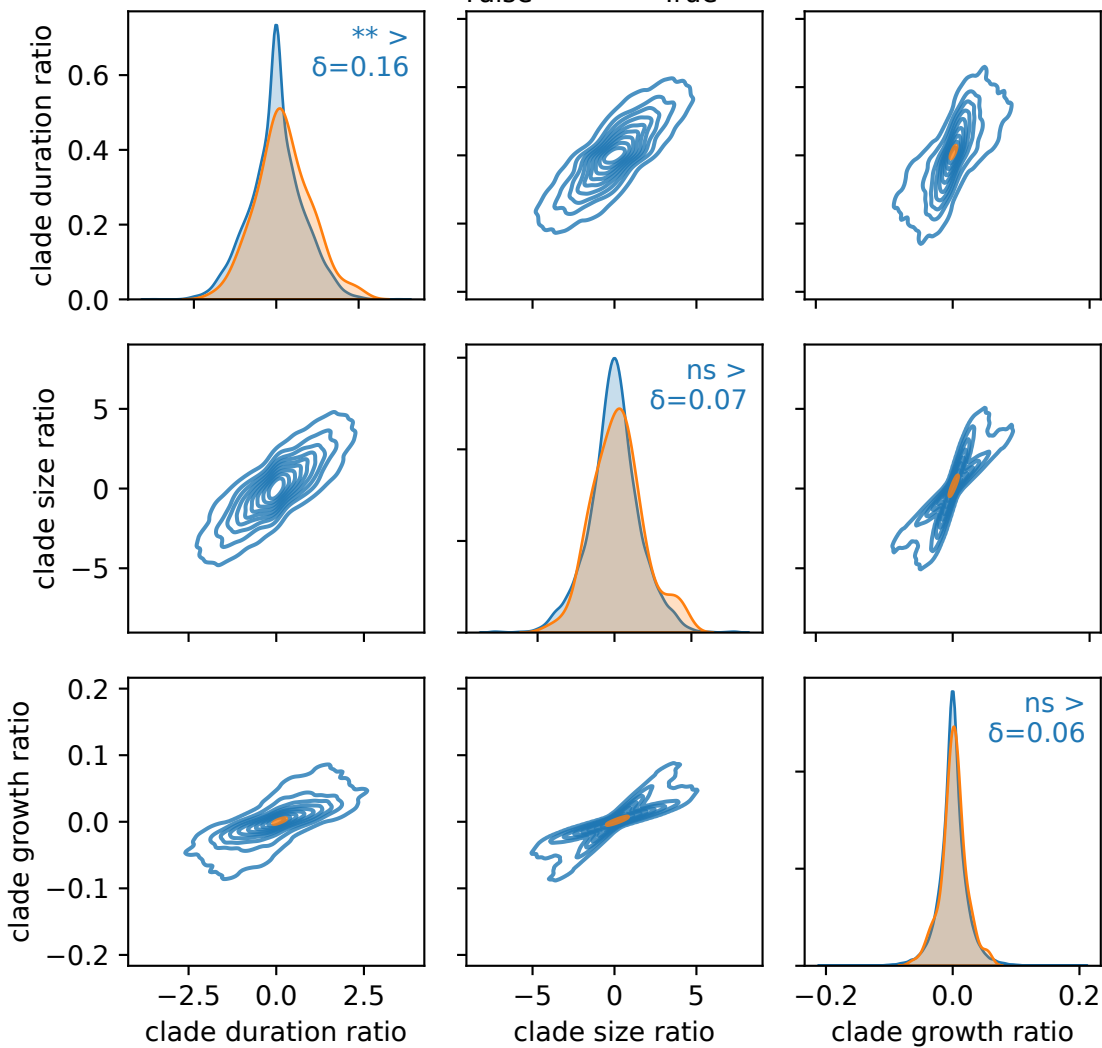 ** >
δ=0.16
clade duration ratio
0.6
0.4
0.2
0.0
ns >
δ=0.07
clade size ratio
5
0
−5
ns >
δ=0.06
clade growth ratio
0.2
0.1
0.0
−0.1
−0.2
−2.5 0.0 2.5
−5 0 5
−0.2 0.0 0.2
clade duration ratio
clade size ratio
clade growth ratio